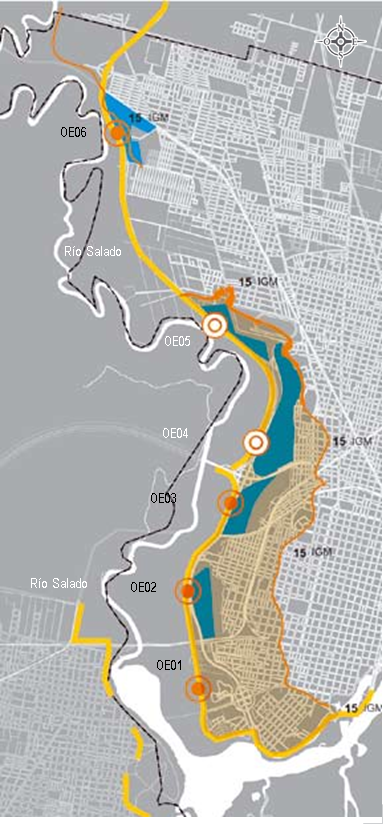 15 IGM
OE06
Río Salado
15 IGM
OE05
OE04
15 IGM
OE03
15 IGM
Río Salado
OE02
OE01
15 IGM